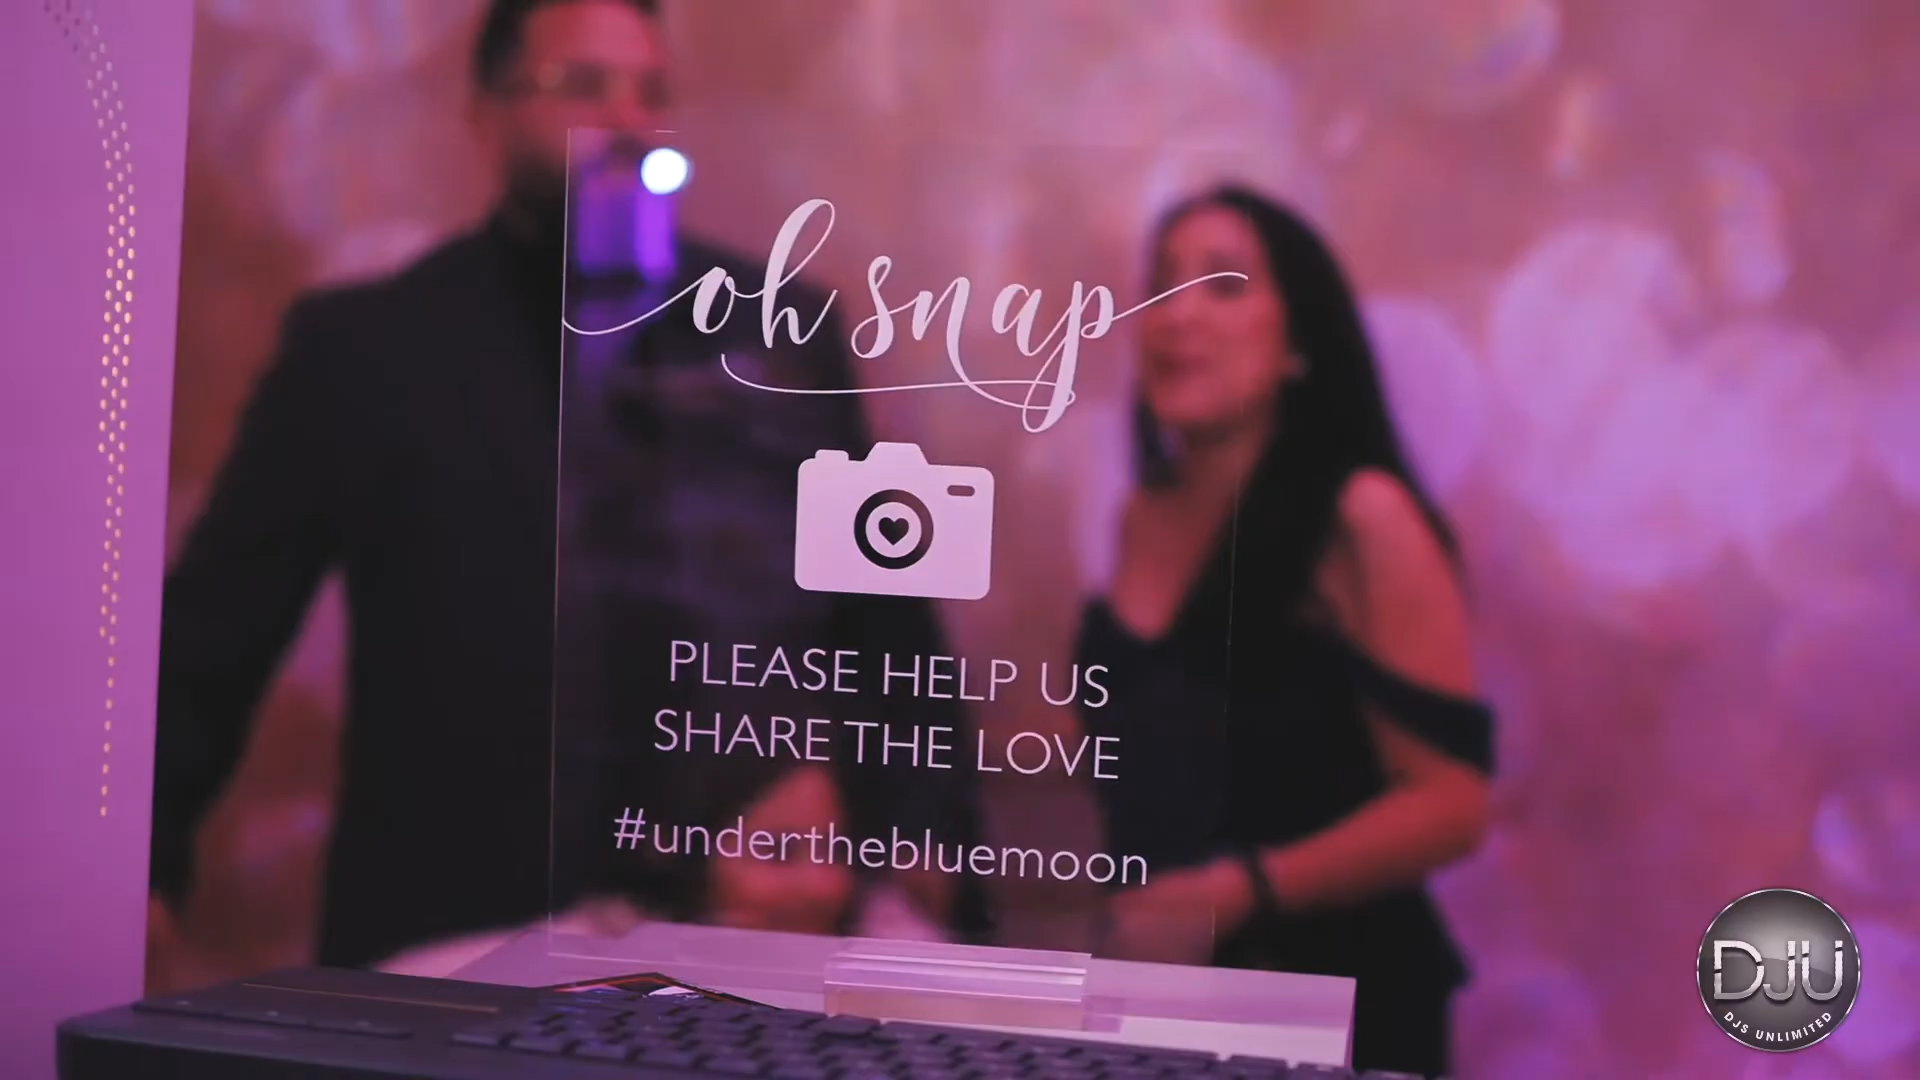 oh snap
PLEASE HELP US
SHARE THE LOVE
#underthebluemoon
DJU
DJS UNLIMITED